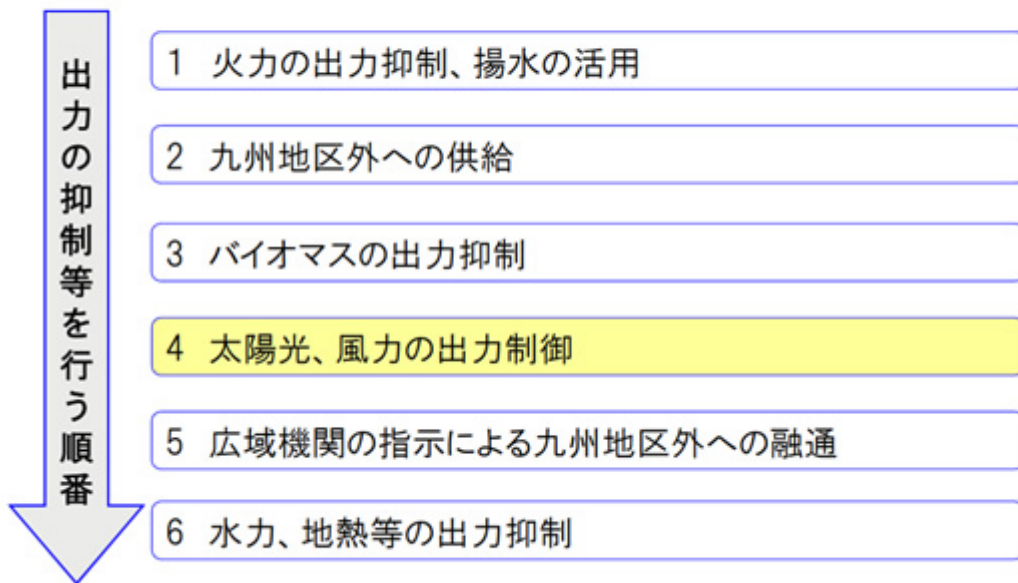 出力の抑制等を行う順番
1 火力の出力抑制、揚水の活用
2 九州地区外への供給
3 バイオマスの出力抑制
4 太陽光、風力の出力制御
5 広域機関の指示による九州地区外への融通
6 水力、地熱等の出力抑制